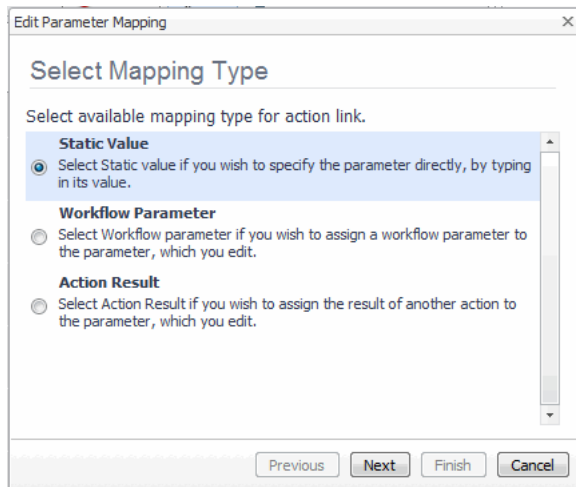 Edit Parameter Mapping
Select Mapping Type
Select available mapping type for action link.
Static Value
Select Static value if you wish to specify the parameter directly, by typing
in its value.
Workflow Parameter
Select Workflow parameter if you wish to assign a workflow parameter to
the parameter, which you edit.
Action Result
Select Action Result if you wish to assign the result of another action to
the parameter, which you edit.
Previous Next Finish Cancel